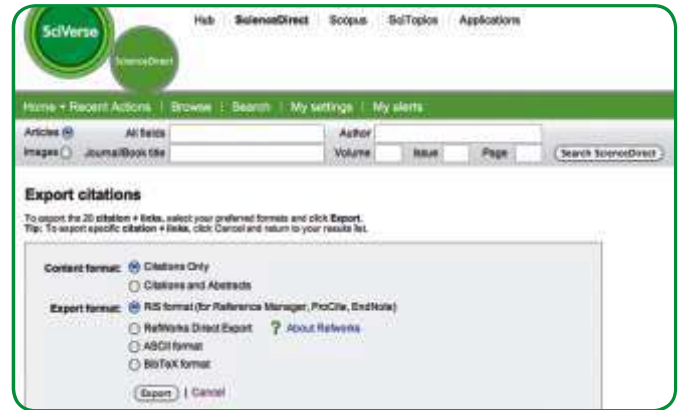 Hub ScienceDirect Scopus SciTopics Applications
SciVerse
ScienceDirect
Home + Recent Actions | Browse | Search | My settings | My alerts
Articles All fields Author
Images Journal/Book title Volume Issue Page Search ScienceDirect
Export citations
To export the 20 citation + links, select your preferred formats and click Export.
Tip: To export specific citation + links, click Cancel and return to your results list.
Content format: Citations Only
Citations and Abstracts
Export format: RIS format (for Reference Manager, ProCite, EndNote)
RefWorks Direct Export ? About Refworks
ASCII format
BibTeX format
Export | Cancel